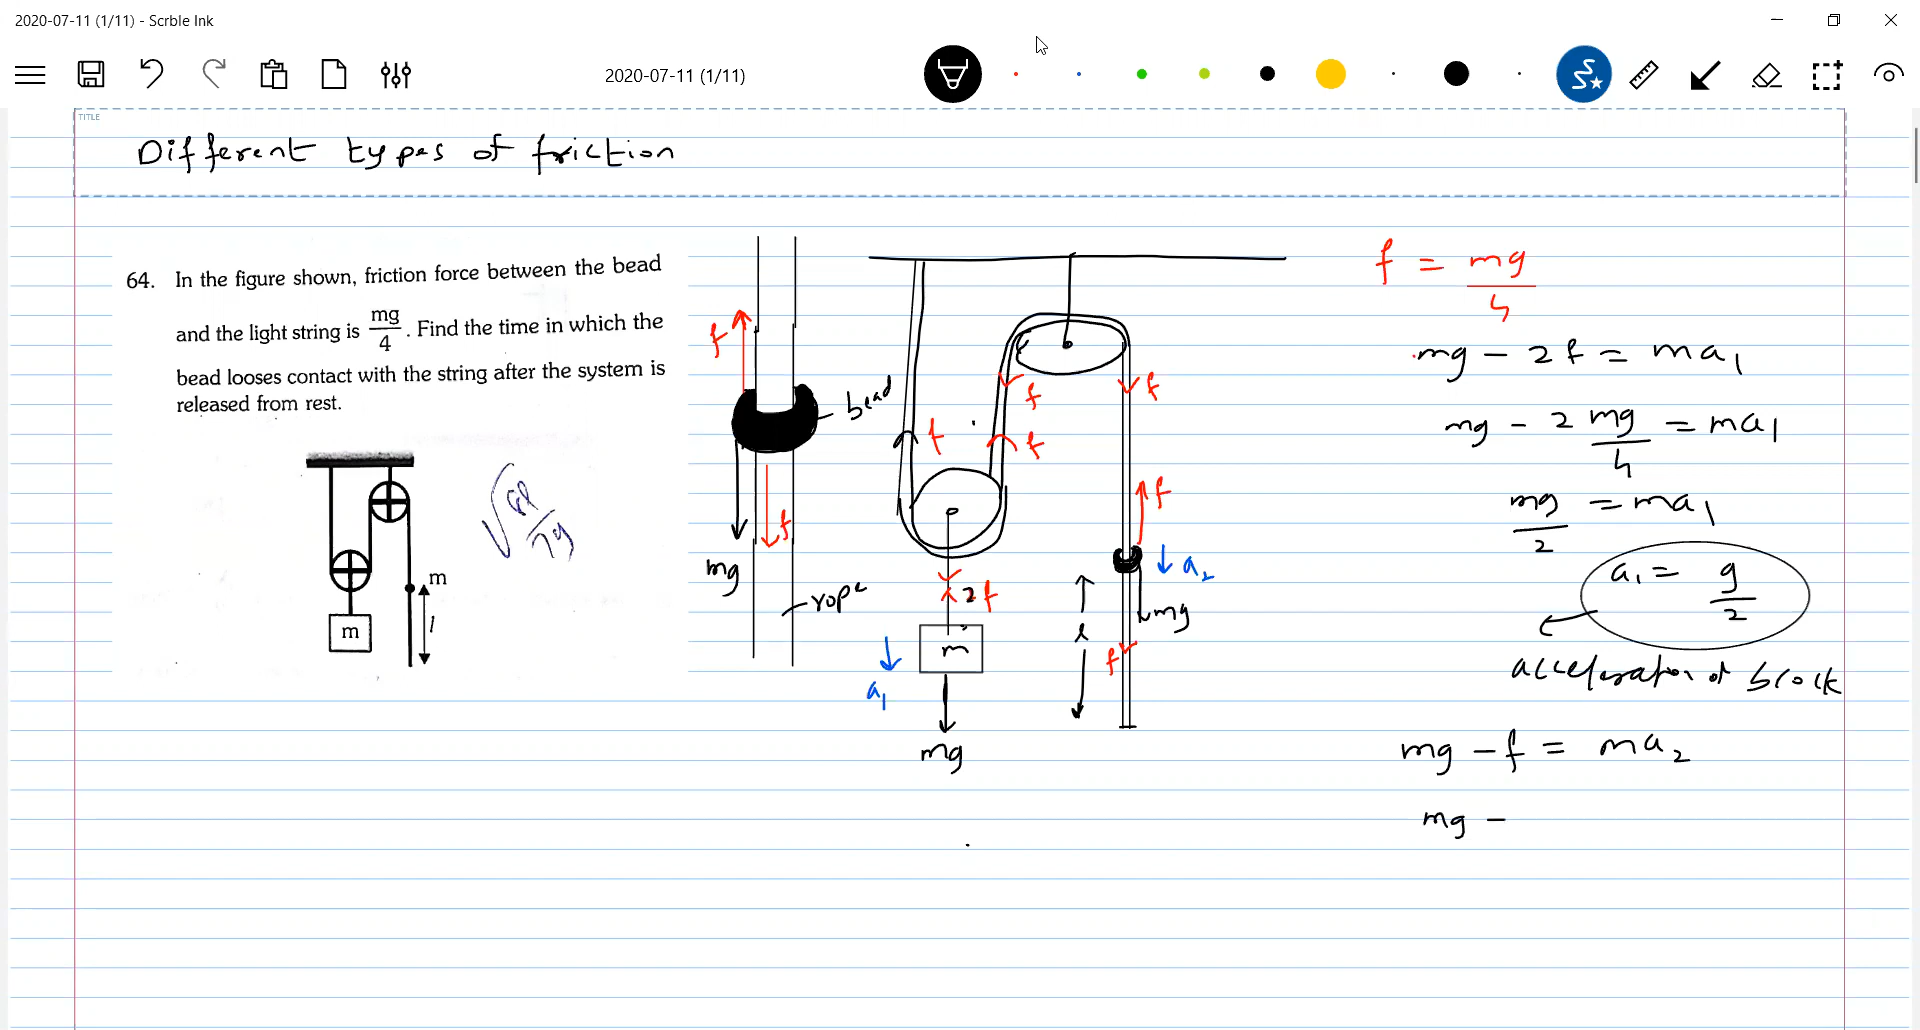 2020-07-11 (1/11) - Scrble Ink
2020-07-11 (1/11)
TITLE
Different types of friction
64. In the figure shown, friction force between the bead
and the light string is mg/4. Find the time in which the
bead looses contact with the string after the system is
released from rest.
m
m
l
√(8l/7g)
f
bead
mg
f
rope
f
f
f
f
2f
m
a₁
mg
f
a₂
mg
l
f
f = mg/4
mg - 2f = ma₁
mg - 2 mg/4 = ma₁
mg/2 = ma₁
a₁ = g/2
acceleration of block
mg - f = ma₂
mg -